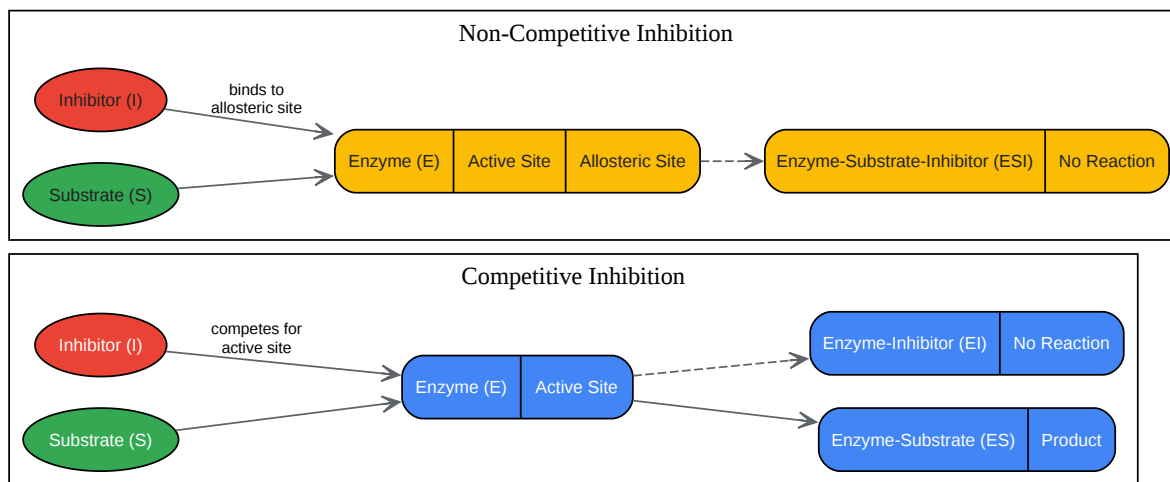 Non-Competitive Inhibition
Inhibitor (I)
binds to
allosteric site
Substrate (S)
Enzyme (E)
Active Site
Allosteric Site
Enzyme-Substrate-Inhibitor (ESI)
No Reaction
Competitive Inhibition
Inhibitor (I)
competes for
active site
Substrate (S)
Enzyme (E)
Active Site
Enzyme-Inhibitor (EI)
No Reaction
Enzyme-Substrate (ES)
Product